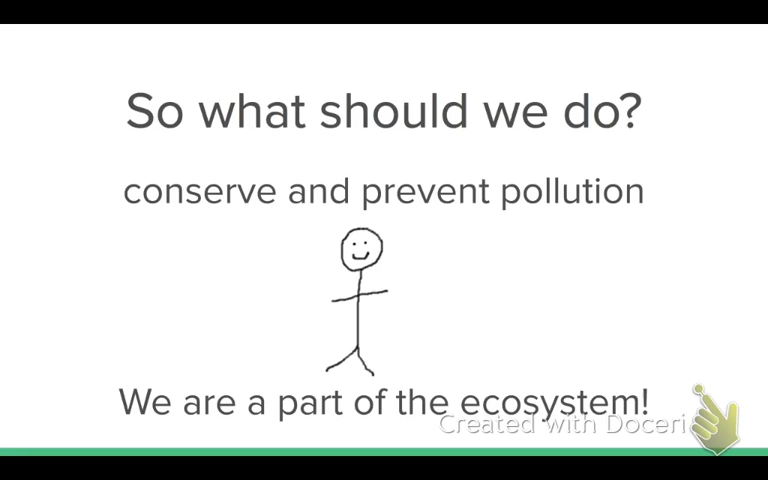 So what should we do?
conserve and prevent pollution
We are a part of the ecosystem!
Created with Doceri